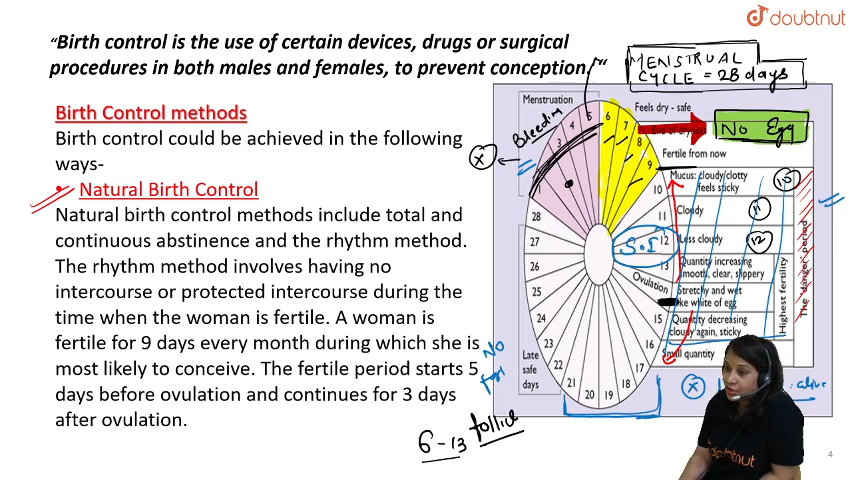 doubtnut
“Birth control is the use of certain devices, drugs or surgical
procedures in both males and females, to prevent conception.”
MENSTRUAL
CYCLE = 28 days
Birth Control methods
Birth control could be achieved in the following
ways-
• Natural Birth Control
Natural birth control methods include total and
continuous abstinence and the rhythm method.
The rhythm method involves having no
intercourse or protected intercourse during the
time when the woman is fertile. A woman is
fertile for 9 days every month during which she is
most likely to conceive. The fertile period starts 5
days before ovulation and continues for 3 days
after ovulation.
Menstruation
Bleeding
X
Feels dry - safe
End of dryness
No Egg
Fertile from now
Mucus: cloudy/clotty
feels sticky
10
Cloudy
11
Less cloudy
12
Quantity increasing
smooth, clear, slippery
Ovulation
Stretchy and wet
like white of egg
Quantity decreasing
cloudy again, sticky
Small quantity
Highest fertility
The danger period
3
4
5
6
7
8
9
10
11
12
13
15
16
17
18
19
20
21
22
23
24
25
26
27
28
Late
safe
days
No
X
alive
6-13
doubtnut
4